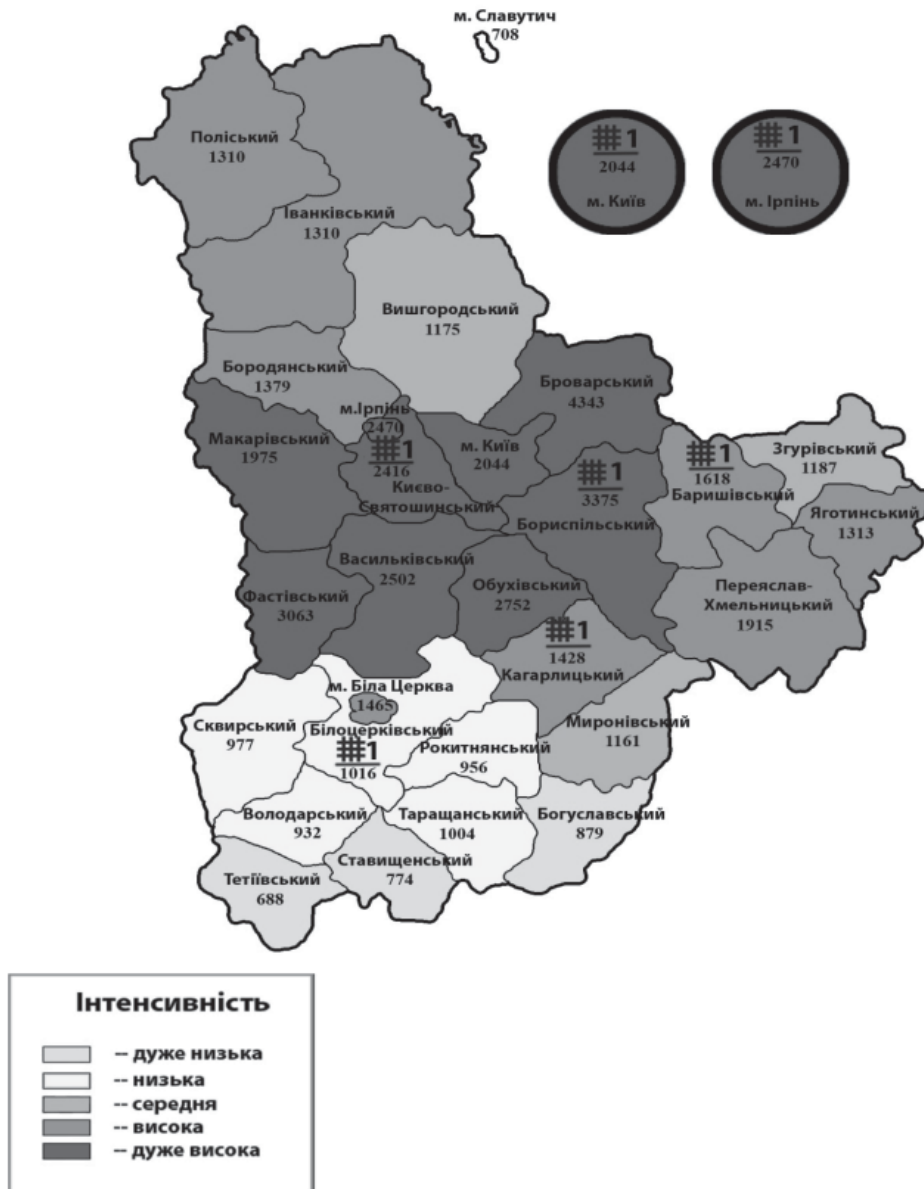 м. Славутич
708
1
2044
м. Київ
1
2470
м. Ірпінь
Поліський
1310
Іванківський
1310
Вишгородський
1175
Бородянський
1379
Броварський
4343
м.Ірпінь
2470
Макарівський
1975
1
2416
Києво-
Святошинський
м. Київ
2044
1
3375
Бориспільський
1
1618
Баришівський
Згурівський
1187
Яготинський
1313
Васильківський
2502
Обухівський
2752
Фастівський
3063
Переяслав-
Хмельницький
1915
1
1428
Кагарлицький
м. Біла Церква
1465
Сквирський
977
Білоцерківський
1
1016
Рокитнянський
956
Миронівський
1161
Володарський
932
Таращанський
1004
Богуславський
879
Ставищенський
774
Тетіївський
688
Інтенсивність
-- дуже низька
-- низька
-- середня
-- висока
-- дуже висока